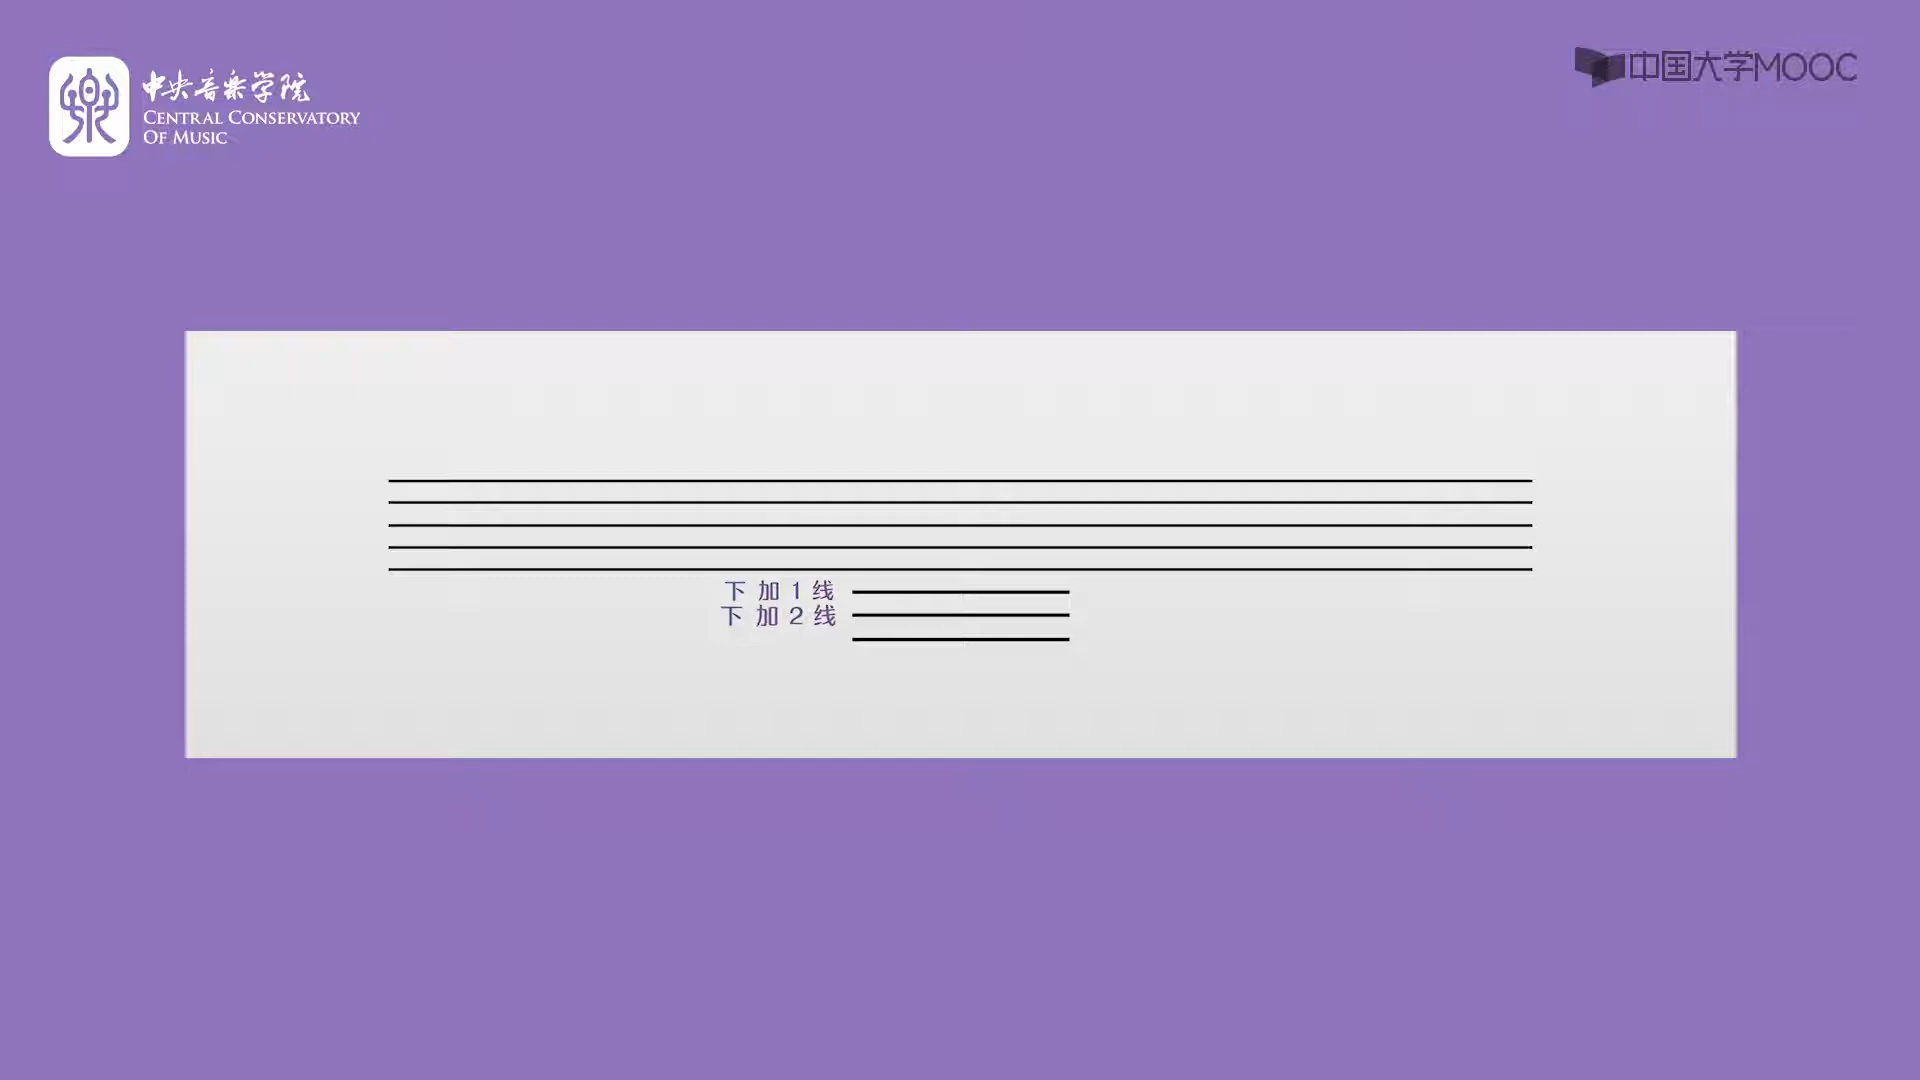 中央音乐学院
CENTRAL CONSERVATORY
OF MUSIC
中国大学MOOC
下加1线
下加2线